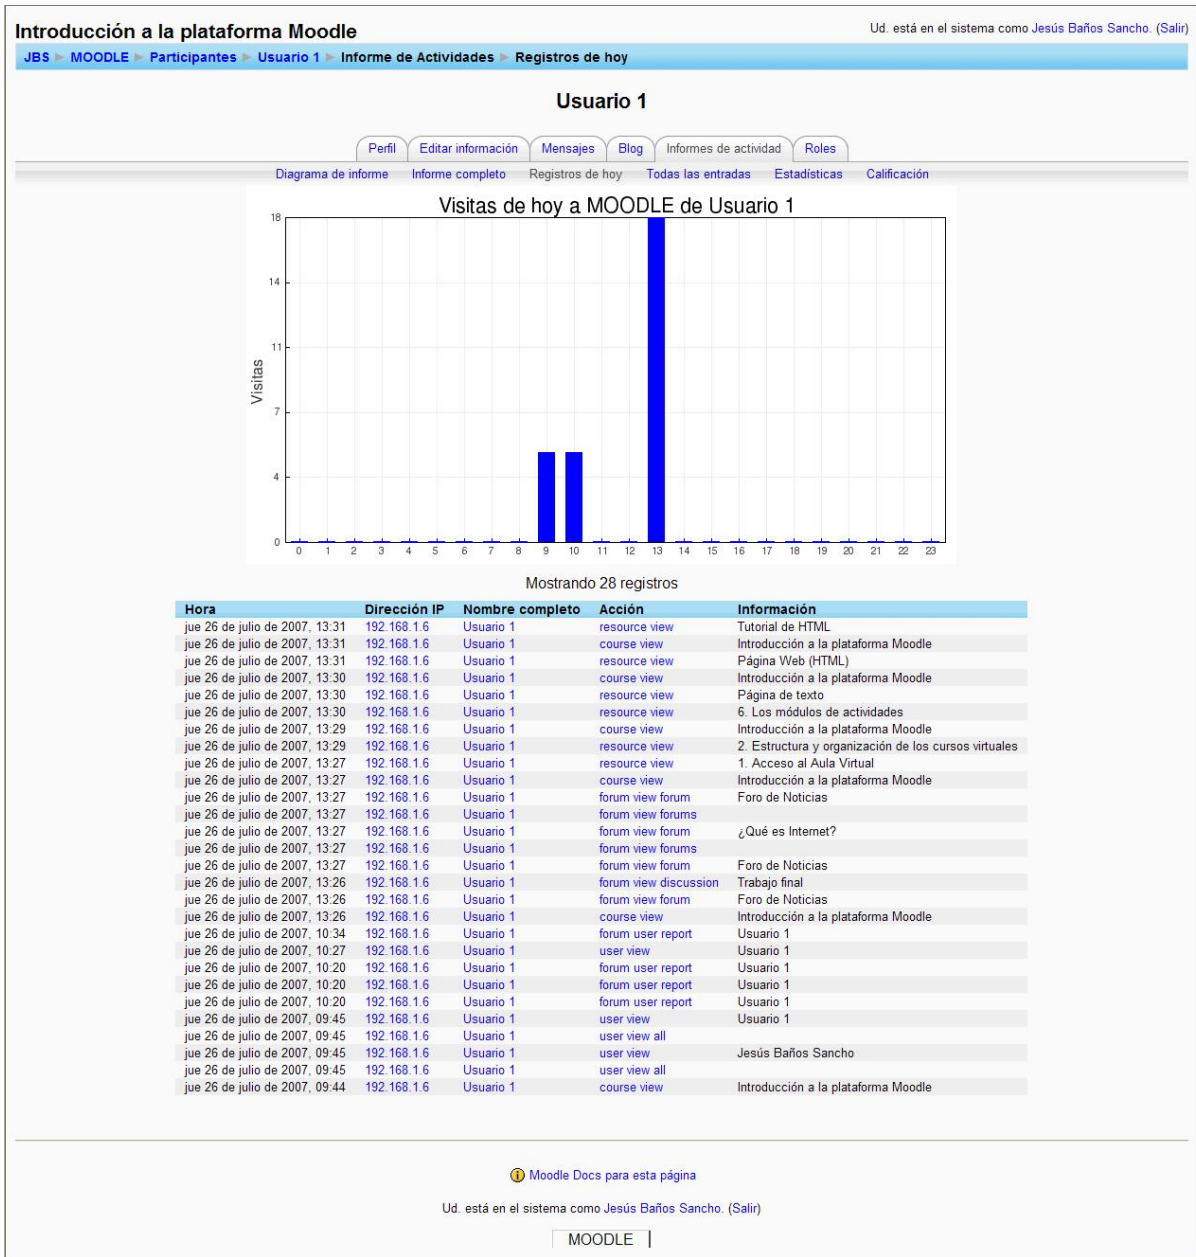 Introducción a la plataforma Moodle
Ud. está en el sistema como Jesús Baños Sancho. (Salir)
JBS ► MOODLE ► Participantes ► Usuario 1 ► Informe de Actividades ► Registros de hoy
Usuario 1
Perfil Editar información Mensajes Blog Informes de actividad Roles
Diagrama de informe Informe completo Registros de hoy Todas las entradas Estadísticas Calificación
Visitas de hoy a MOODLE de Usuario 1
18
14
11
7
4
0
Visitas
0 1 2 3 4 5 6 7 8 9 10 11 12 13 14 15 16 17 18 19 20 21 22 23
Mostrando 28 registros
Hora Dirección IP Nombre completo Acción Información
jue 26 de julio de 2007, 13:31 192.168.1.6 Usuario 1 resource view Tutorial de HTML
jue 26 de julio de 2007, 13:31 192.168.1.6 Usuario 1 course view Introducción a la plataforma Moodle
jue 26 de julio de 2007, 13:31 192.168.1.6 Usuario 1 resource view Página Web (HTML)
jue 26 de julio de 2007, 13:30 192.168.1.6 Usuario 1 course view Introducción a la plataforma Moodle
jue 26 de julio de 2007, 13:30 192.168.1.6 Usuario 1 resource view Página de texto
jue 26 de julio de 2007, 13:30 192.168.1.6 Usuario 1 resource view 6. Los módulos de actividades
jue 26 de julio de 2007, 13:29 192.168.1.6 Usuario 1 course view Introducción a la plataforma Moodle
jue 26 de julio de 2007, 13:29 192.168.1.6 Usuario 1 resource view 2. Estructura y organización de los cursos virtuales
jue 26 de julio de 2007, 13:27 192.168.1.6 Usuario 1 resource view 1. Acceso al Aula Virtual
jue 26 de julio de 2007, 13:27 192.168.1.6 Usuario 1 course view Introducción a la plataforma Moodle
jue 26 de julio de 2007, 13:27 192.168.1.6 Usuario 1 forum view forum Foro de Noticias
jue 26 de julio de 2007, 13:27 192.168.1.6 Usuario 1 forum view forums
jue 26 de julio de 2007, 13:27 192.168.1.6 Usuario 1 forum view forum ¿Qué es Internet?
jue 26 de julio de 2007, 13:27 192.168.1.6 Usuario 1 forum view forums
jue 26 de julio de 2007, 13:27 192.168.1.6 Usuario 1 forum view forum Foro de Noticias
jue 26 de julio de 2007, 13:26 192.168.1.6 Usuario 1 forum view discussion Trabajo final
jue 26 de julio de 2007, 13:26 192.168.1.6 Usuario 1 forum view forum Foro de Noticias
jue 26 de julio de 2007, 13:26 192.168.1.6 Usuario 1 course view Introducción a la plataforma Moodle
jue 26 de julio de 2007, 10:34 192.168.1.6 Usuario 1 forum user report Usuario 1
jue 26 de julio de 2007, 10:27 192.168.1.6 Usuario 1 user view Usuario 1
jue 26 de julio de 2007, 10:20 192.168.1.6 Usuario 1 forum user report Usuario 1
jue 26 de julio de 2007, 10:20 192.168.1.6 Usuario 1 forum user report Usuario 1
jue 26 de julio de 2007, 10:20 192.168.1.6 Usuario 1 forum user report Usuario 1
jue 26 de julio de 2007, 09:45 192.168.1.6 Usuario 1 user view Usuario 1
jue 26 de julio de 2007, 09:45 192.168.1.6 Usuario 1 user view all
jue 26 de julio de 2007, 09:45 192.168.1.6 Usuario 1 user view Jesús Baños Sancho
jue 26 de julio de 2007, 09:45 192.168.1.6 Usuario 1 user view all
jue 26 de julio de 2007, 09:44 192.168.1.6 Usuario 1 course view Introducción a la plataforma Moodle
Moodle Docs para esta página
Ud. está en el sistema como Jesús Baños Sancho. (Salir)
MOODLE